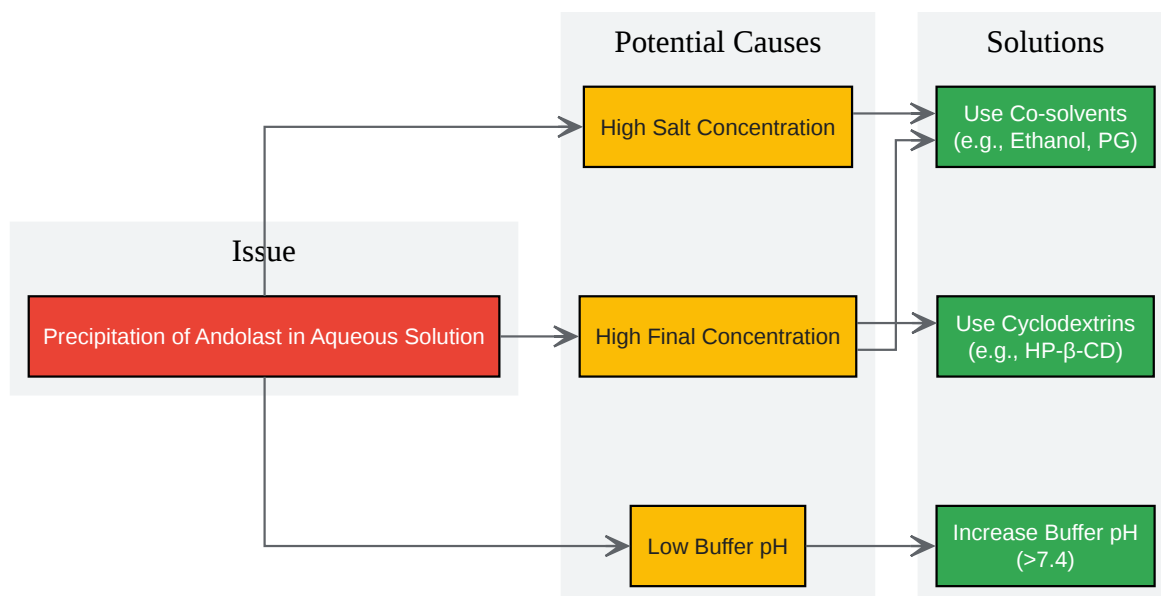 Potential Causes
Solutions
High Salt Concentration
Use Co-solvents
(e.g., Ethanol, PG)
Issue
Precipitation of Andolast in Aqueous Solution
High Final Concentration
Use Cyclodextrins
(e.g., HP-β-CD)
Low Buffer pH
Increase Buffer pH
(>7.4)